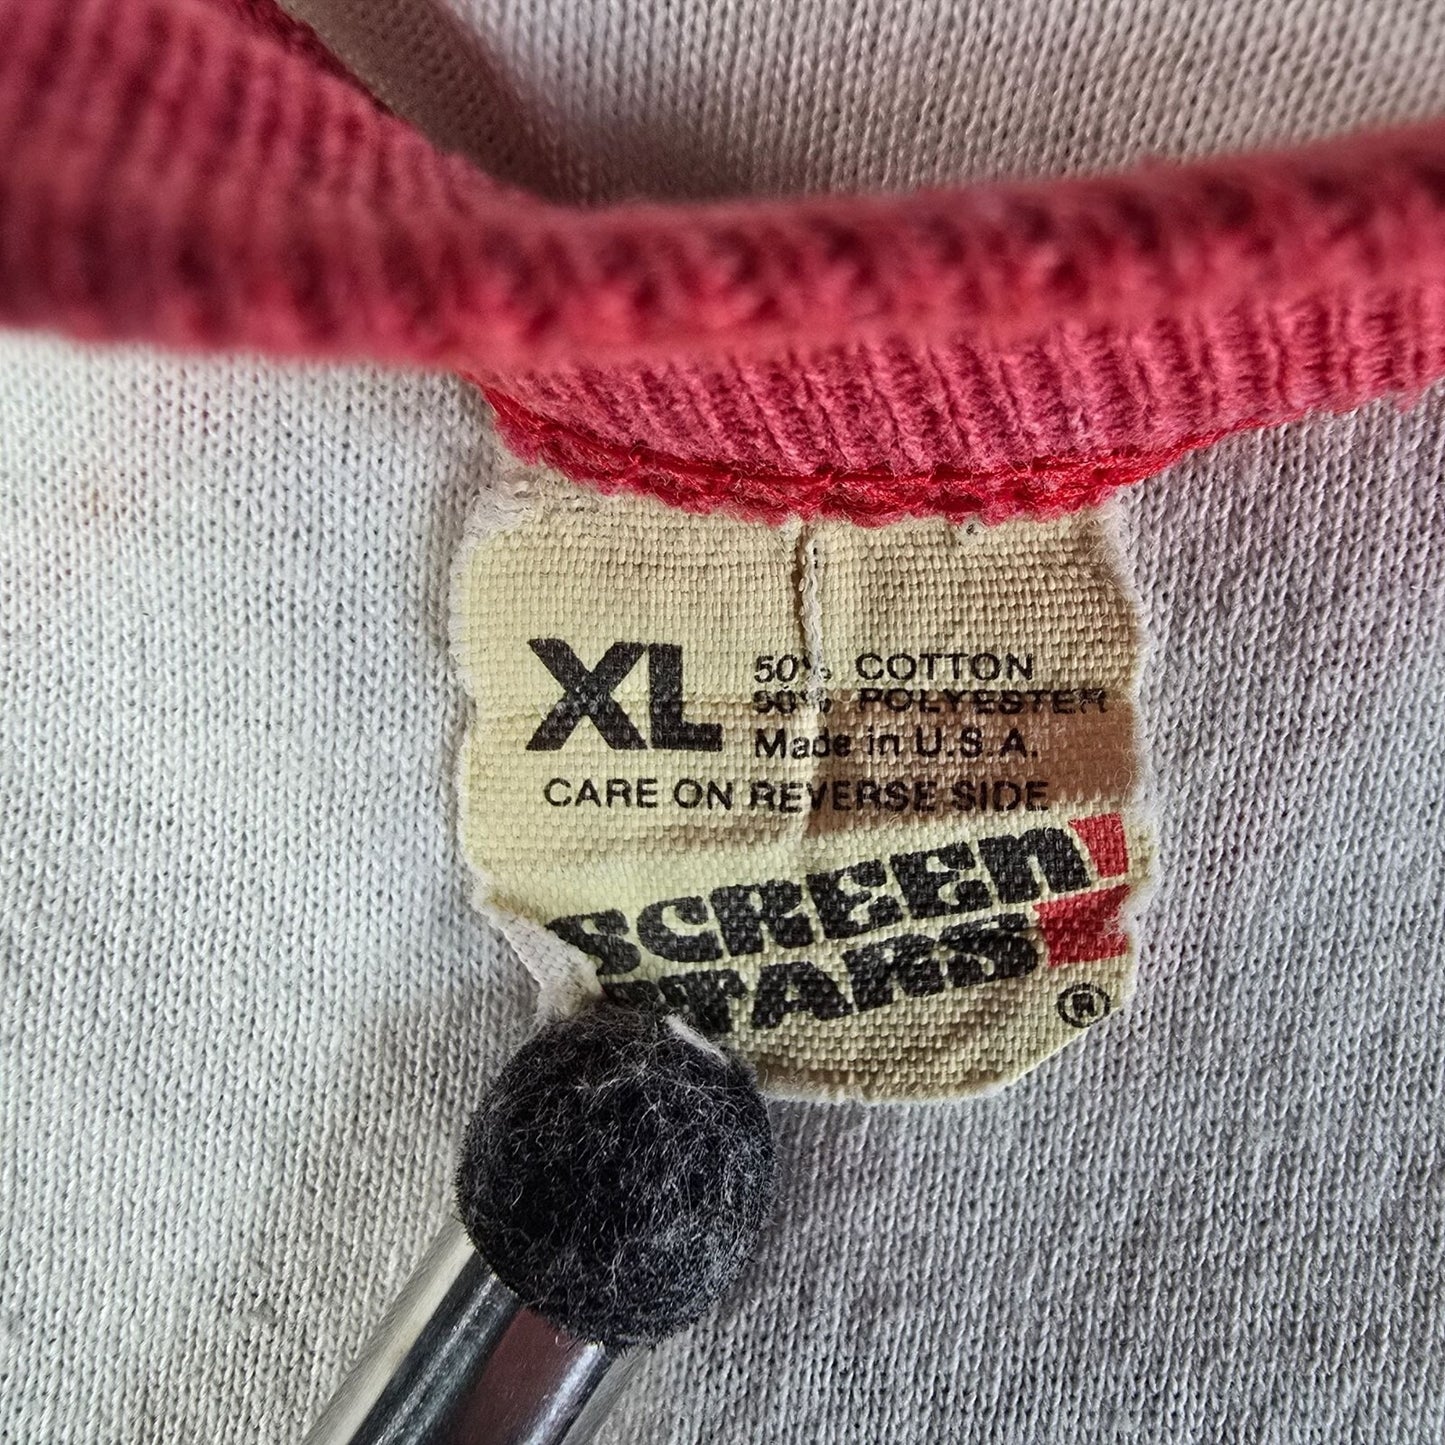 XL
50% COTTON
50% POLYESTER
Made in U.S.A.
CARE ON REVERSE SIDE
SCREEN
STARS
®